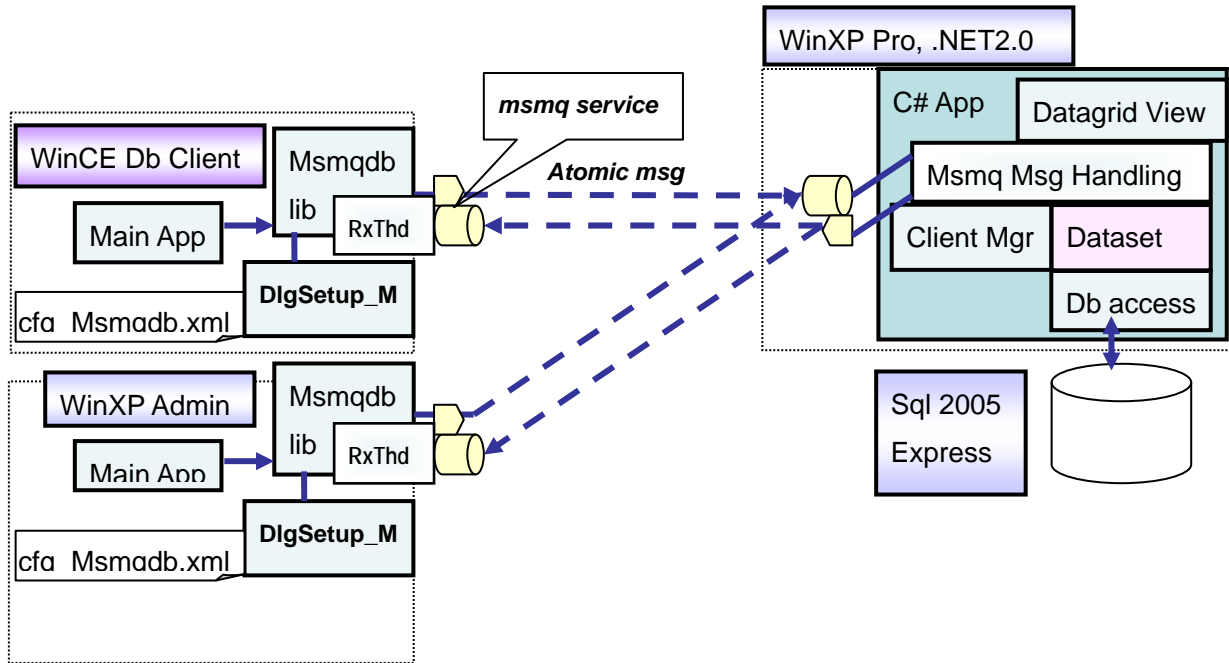 WinXP Pro, .NET2.0
msmq service
C# App
Datagrid View
WinCE Db Client
Msmqdb
lib
Atomic msg
Msmq Msg Handling
Main App
RxThd
Client Mgr
Dataset
DlgSetup_M
cfg_Msmqdb.xml
Db access
WinXP Admin
Msmqdb
lib
Sql 2005
Express
Main App
RxThd
DlgSetup_M
cfg_Msmqdb.xml